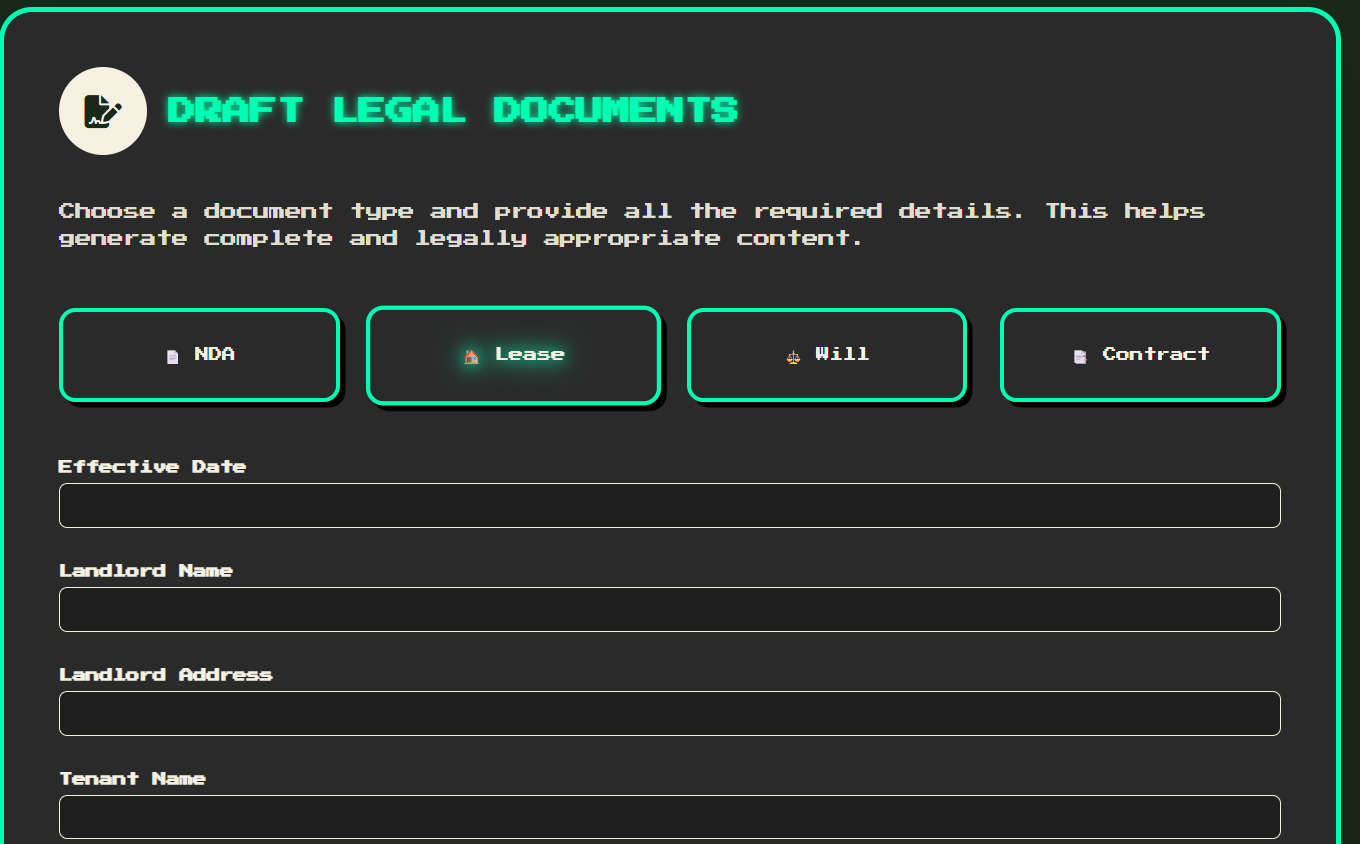 DRAFT LEGAL DOCUMENTS
Choose a document type and provide all the required details. This helps
generate complete and legally appropriate content.
NDA
Lease
Will
Contract
Effective Date
Landlord Name
Landlord Address
Tenant Name